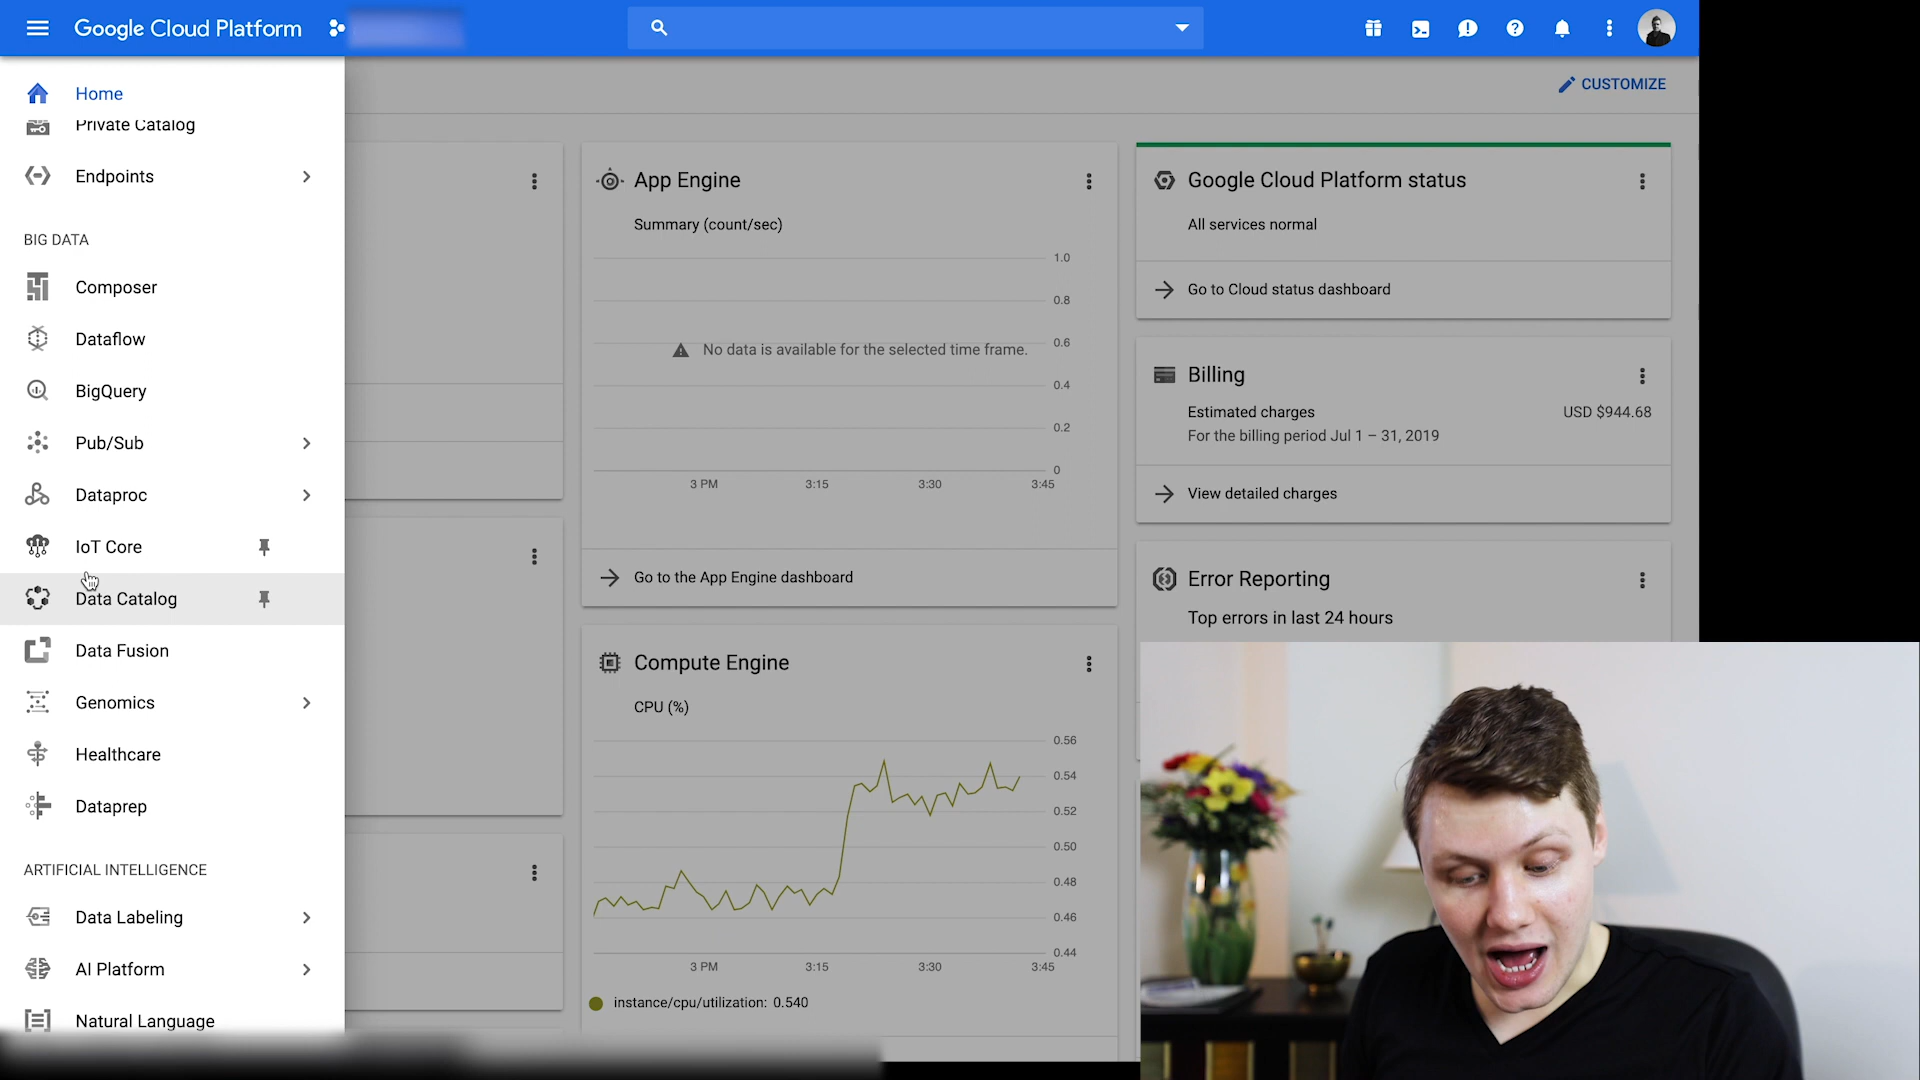 Google Cloud Platform
Home
Private Catalog
Endpoints
BIG DATA
Composer
Dataflow
BigQuery
Pub/Sub
Dataproc
IoT Core
Data Catalog
Data Fusion
Genomics
Healthcare
Dataprep
ARTIFICIAL INTELLIGENCE
Data Labeling
AI Platform
Natural Language
CUSTOMIZE
App Engine
Summary (count/sec)
1.0
0.8
0.6
No data is available for the selected time frame.
0.4
0.2
0
3 PM 3:15 3:30 3:45
Go to the App Engine dashboard
Compute Engine
CPU (%)
0.56
0.54
0.52
0.50
0.48
0.46
0.44
3 PM 3:15 3:30 3:45
instance/cpu/utilization: 0.540
Google Cloud Platform status
All services normal
Go to Cloud status dashboard
Billing
Estimated charges USD $944.68
For the billing period Jul 1 – 31, 2019
View detailed charges
Error Reporting
Top errors in last 24 hours